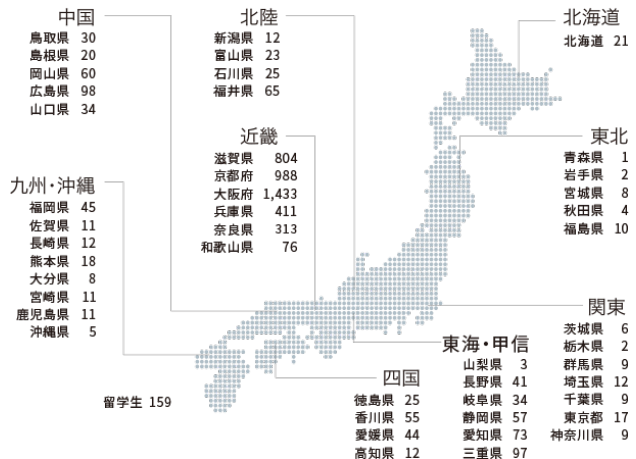 中国
鳥取県 30
島根県 20
岡山県 60
広島県 98
山口県 34
北陸
新潟県 12
富山県 23
石川県 25
福井県 65
北海道
北海道 21
近畿
滋賀県 804
京都府 988
大阪府 1,433
兵庫県 411
奈良県 313
和歌山県 76
東北
青森県 1
岩手県 2
宮城県 8
秋田県 4
福島県 10
九州・沖縄
福岡県 45
佐賀県 11
長崎県 12
熊本県 18
大分県 8
宮崎県 11
鹿児島県 11
沖縄県 5
留学生 159
四国
徳島県 25
香川県 55
愛媛県 44
高知県 12
東海・甲信
山梨県 3
長野県 41
岐阜県 34
静岡県 57
愛知県 73
三重県 97
関東
茨城県 6
栃木県 2
群馬県 9
埼玉県 12
千葉県 9
東京都 17
神奈川県 9